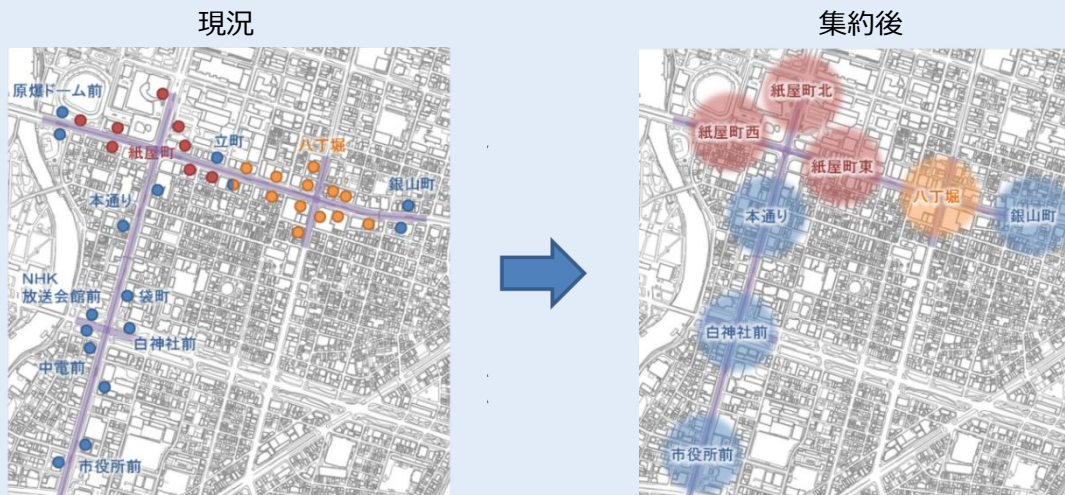 現況
原爆ドーム前
紙屋町
立町
八丁堀
銀山町
本通り
NHK
放送会館前
袋町
白神社前
中電前
市役所前
集約後
紙屋町北
紙屋町西
紙屋町東
八丁堀
本通り
銀山町
白神社前
市役所前